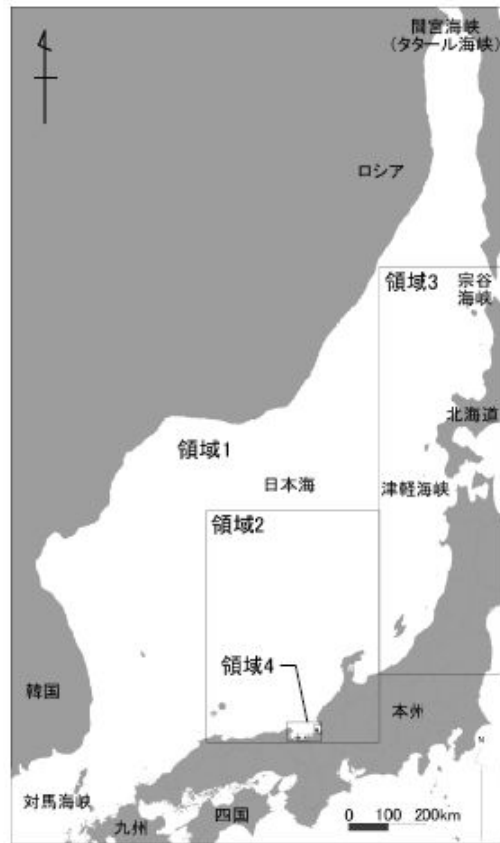 間宮海峡
(タタール海峡)
ロシア
領域3
宗谷
海峡
北海道
領域1
日本海
津軽海峡
領域2
領域4
韓国
本州
対馬海峡
九州
四国
0 100 200km
N